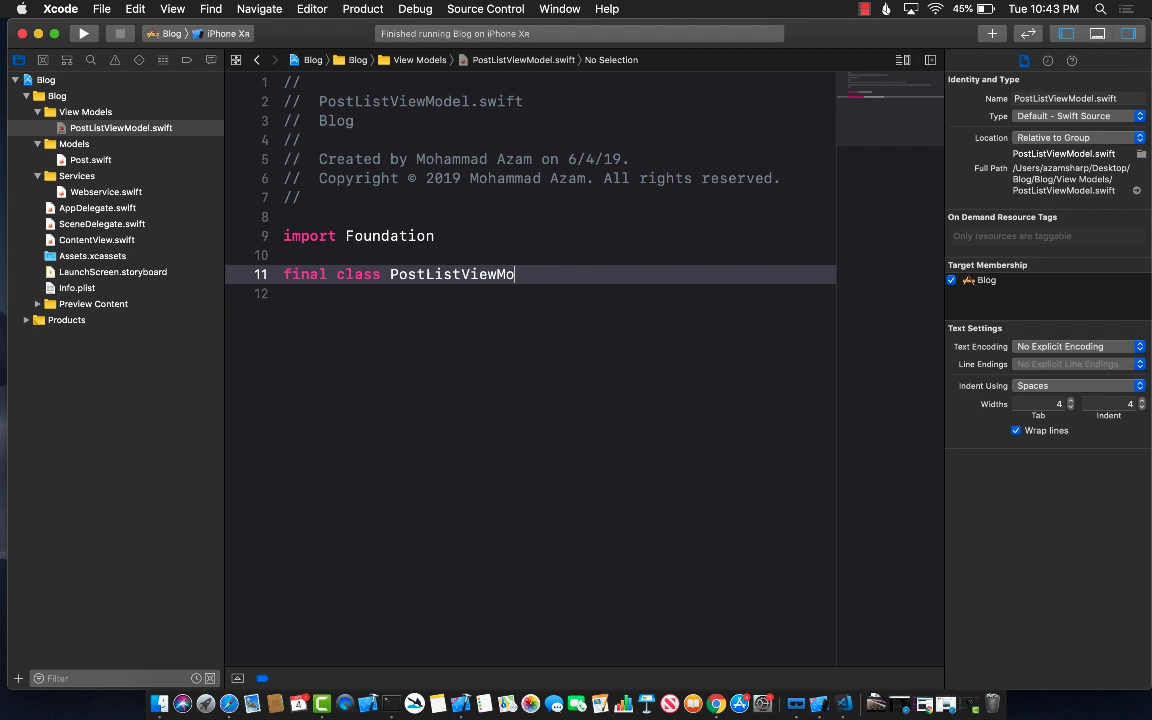 Xcode File Edit View Find Navigate Editor Product Debug Source Control Window Help 45% Tue 10:43 PM
Blog iPhone Xʀ Finished running Blog on iPhone Xʀ
Blog Blog View Models PostListViewModel.swift No Selection
Blog
Blog
View Models
PostListViewModel.swift
Models
Post.swift
Services
Webservice.swift
AppDelegate.swift
SceneDelegate.swift
ContentView.swift
Assets.xcassets
LaunchScreen.storyboard
Info.plist
Preview Content
Products
Filter
1 //
2 // PostListViewModel.swift
3 // Blog
4 //
5 // Created by Mohammad Azam on 6/4/19.
6 // Copyright © 2019 Mohammad Azam. All rights reserved.
7 //
8
9 import Foundation
10
11 final class PostListViewMo
12
Identity and Type
Name PostListViewModel.swift
Type Default - Swift Source
Location Relative to Group
PostListViewModel.swift
Full Path /Users/azamsharp/Desktop/
Blog/Blog/View Models/
PostListViewModel.swift
On Demand Resource Tags
Only resources are taggable
Target Membership
Blog
Text Settings
Text Encoding No Explicit Encoding
Line Endings No Explicit Line Endings
Indent Using Spaces
Widths 4 4
Tab Indent
Wrap lines